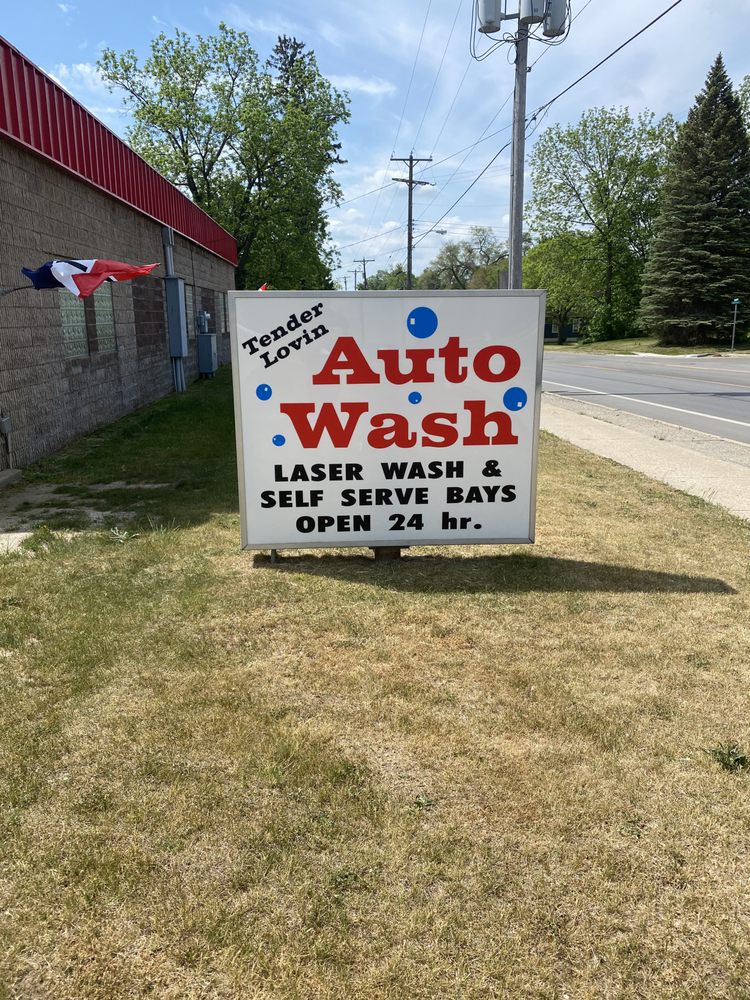 Tender
Lovin
Auto
Wash
LASER WASH &
SELF SERVE BAYS
OPEN 24 hr.